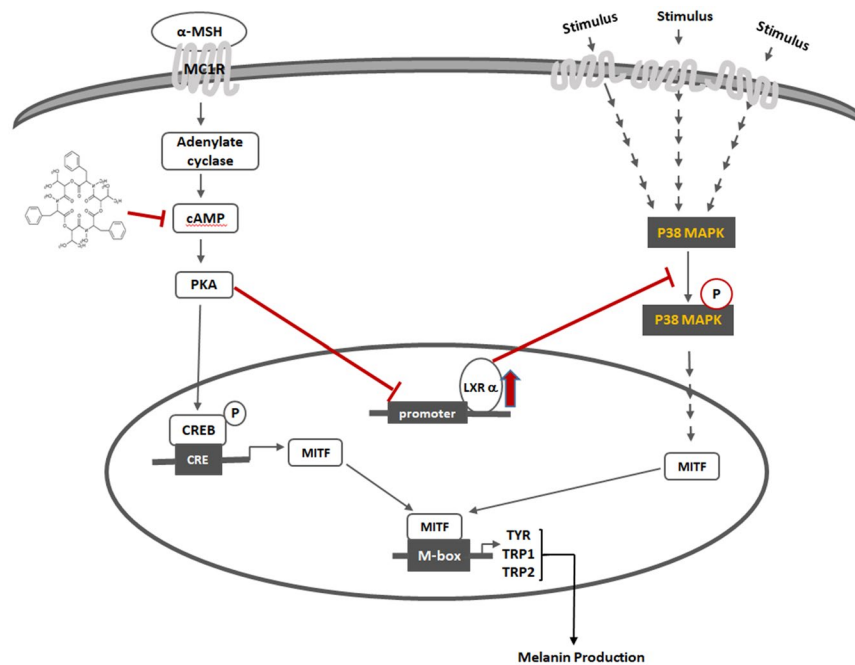 α-MSH
MC1R
Stimulus
Stimulus
Stimulus
Adenylate
cyclase
cAMP
PKA
P38 MAPK
P
P38 MAPK
LXR α
promoter
P
CREB
CRE
MITF
MITF
MITF
M-box
TYR
TRP1
TRP2
Melanin Production